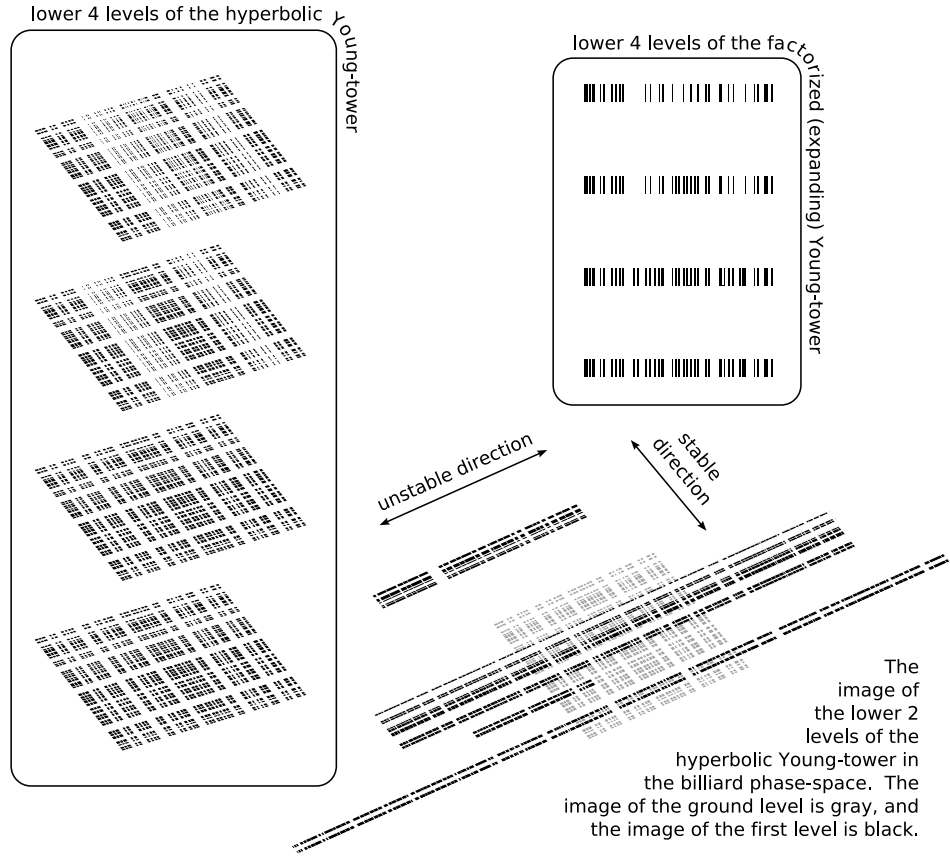 lower 4 levels of the hyperbolic Young-tower
lower 4 levels of the factorized (expanding) Young-tower
unstable direction
stable
direction
The
image of
the lower 2
levels of the
hyperbolic Young-tower in
the billiard phase-space. The
image of the ground level is gray, and
the image of the first level is black.